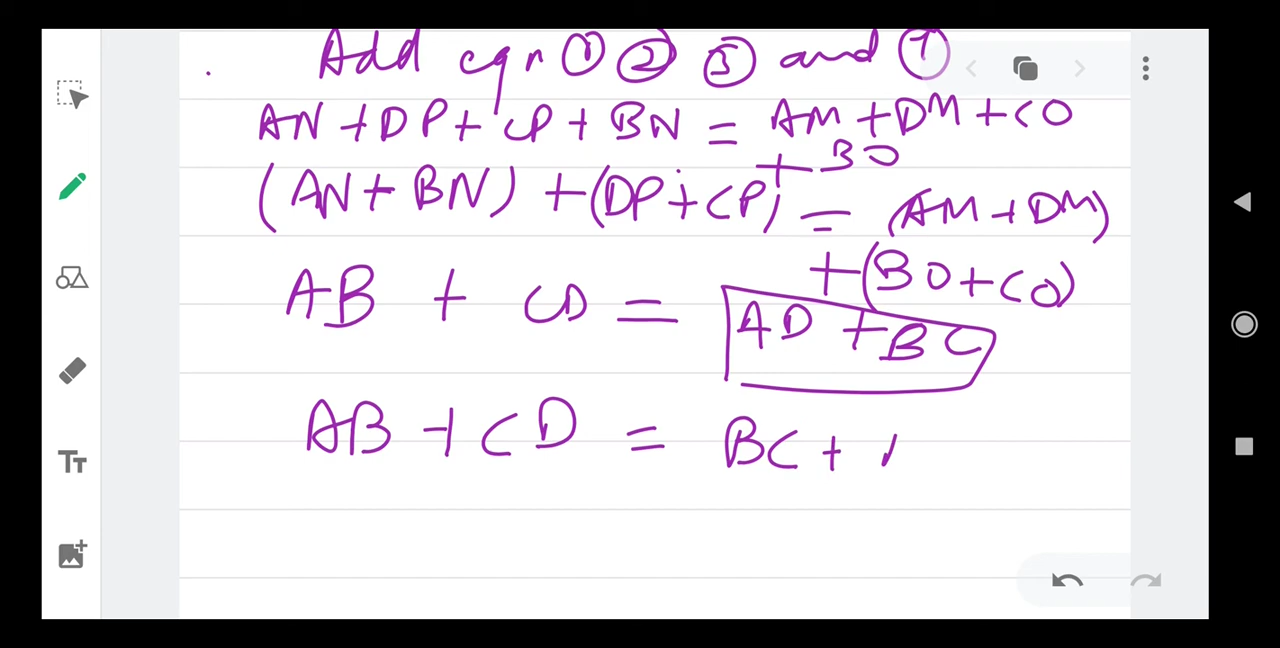 Add eqn ① ② ③ and ④
AN + DP + CP + BN = AM + DM + CO
+ BO
(AN + BN) + (DP + CP) = (AM + DM)
+ (BO + CO)
AB + CD = AD + BC
AB + CD = BC +
Tt